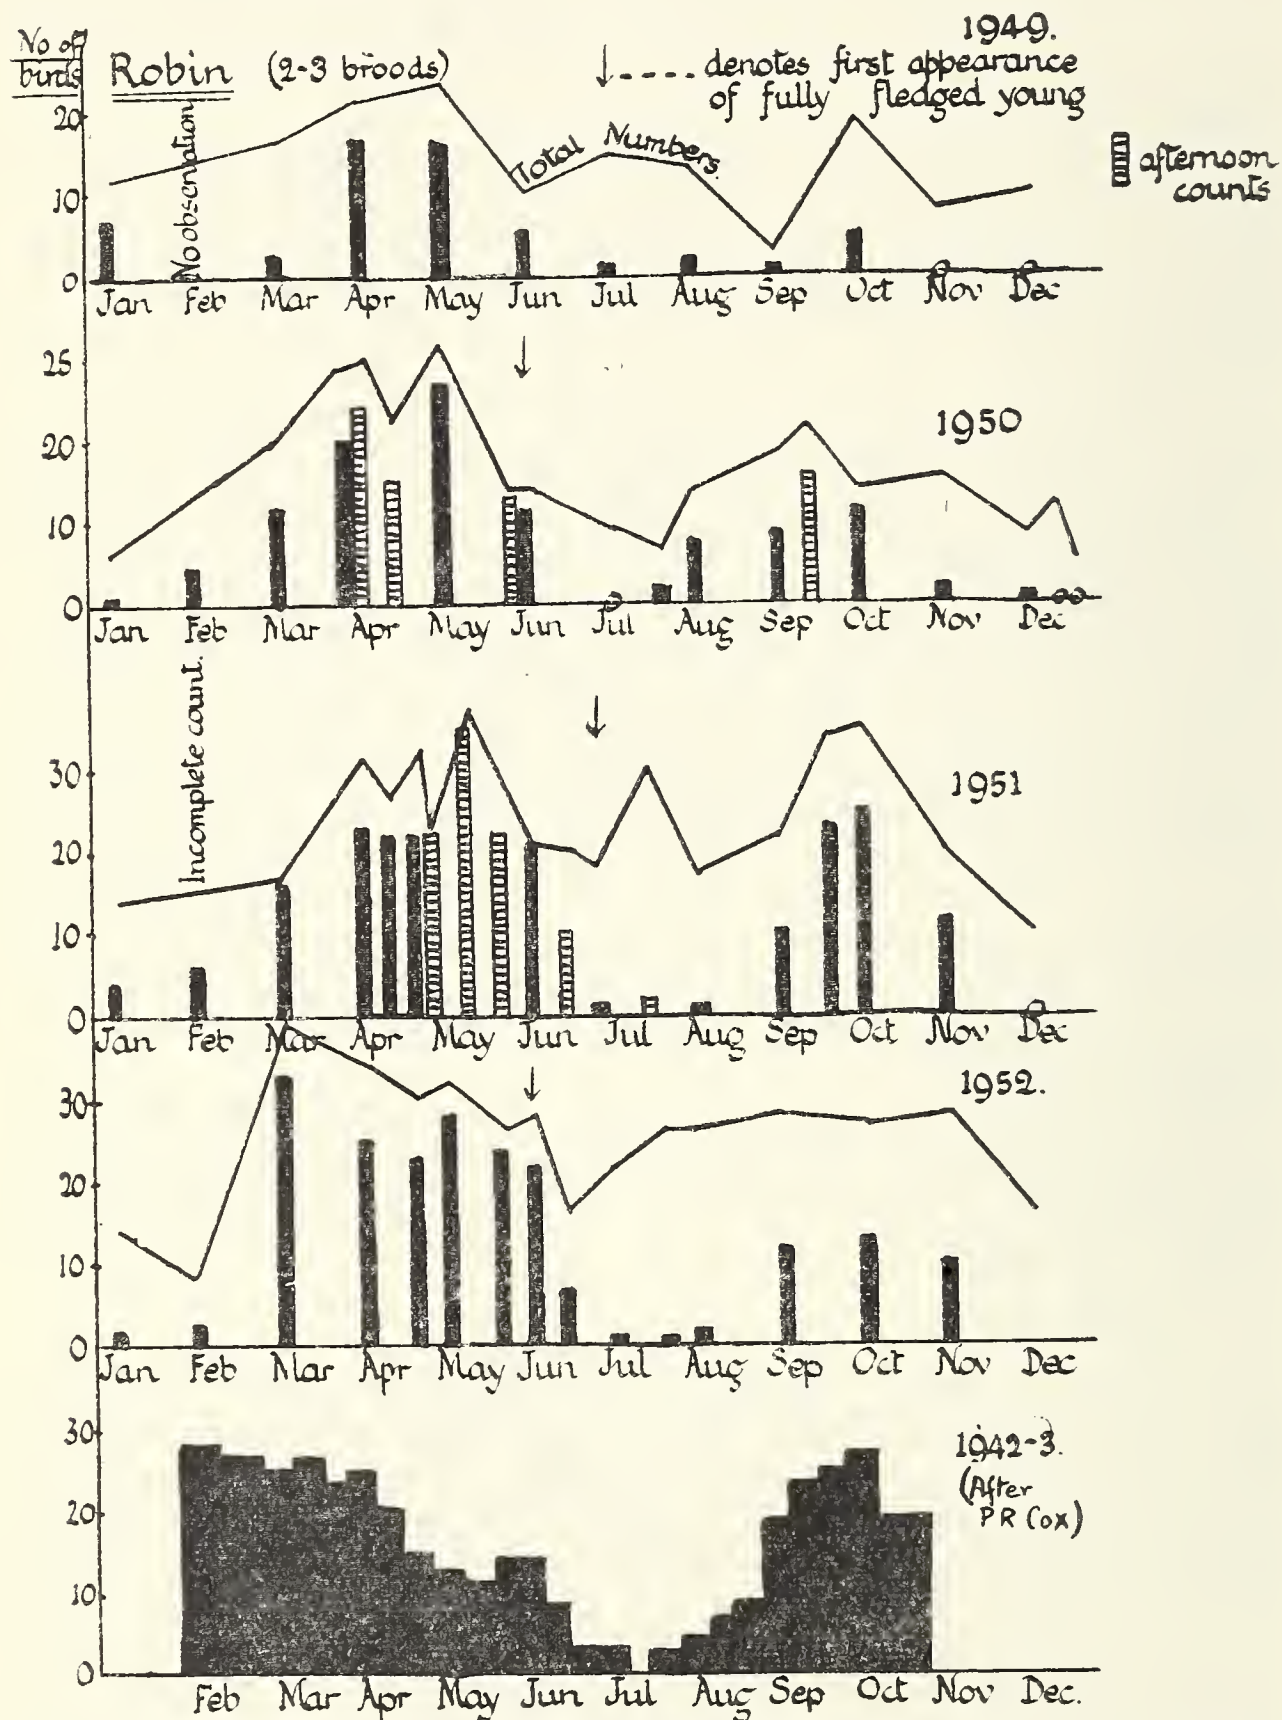 No of
birds
Robin (2-3 broods)
1949.
denotes first appearance
of fully fledged young
afternoon
counts
20
10
0
No observation
Total Numbers.
Jan Feb Mar Apr May Jun Jul Aug Sep Oct Nov Dec
25
20
10
0
1950
Jan Feb Mar Apr May Jun Jul Aug Sep Oct Nov Dec
Incomplete count.
30
20
10
0
1951
Jan Feb Mar Apr May Jun Jul Aug Sep Oct Nov Dec
30
20
10
0
1952.
Jan Feb Mar Apr May Jun Jul Aug Sep Oct Nov Dec
30
20
10
0
1942-3.
(After
PR Cox)
Feb Mar Apr May Jun Jul Aug Sep Oct Nov Dec.